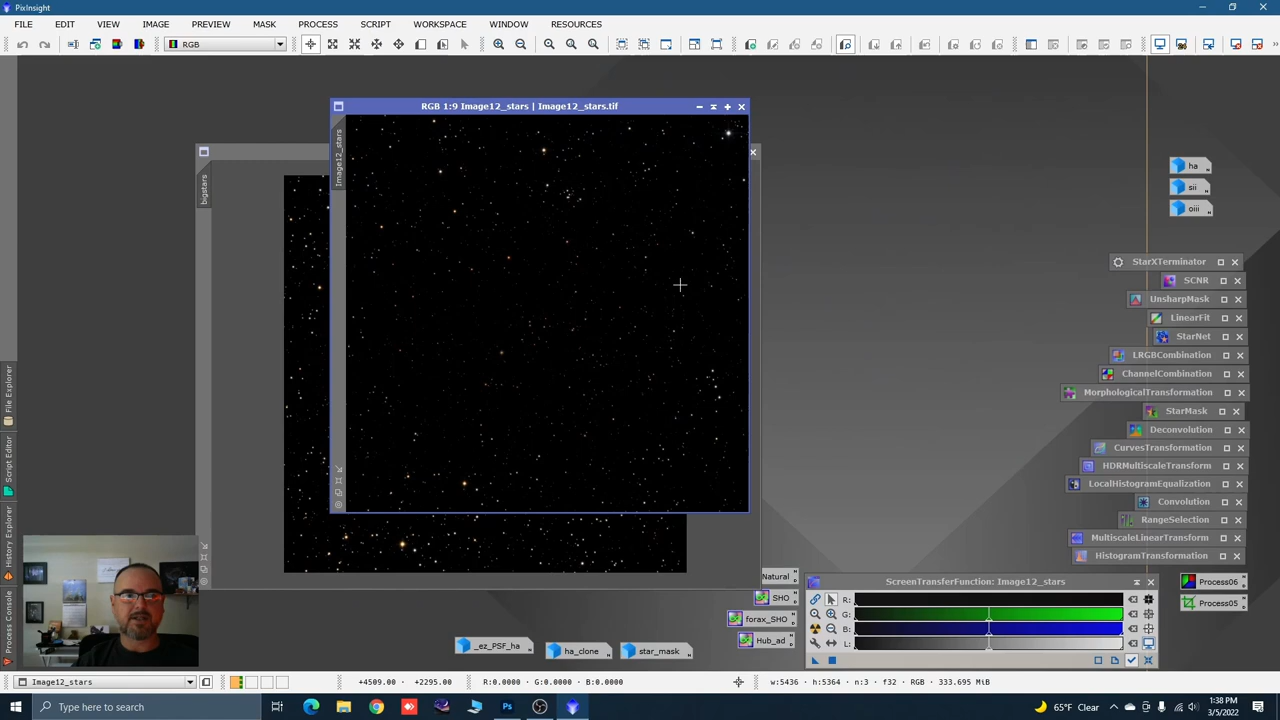 PixInsight
FILE EDIT VIEW IMAGE PREVIEW MASK PROCESS SCRIPT WORKSPACE WINDOW RESOURCES
RGB
RGB 1:9 Image12_stars | Image12_stars.tif
Image12_stars
bgstars
ha
sii
oiii
StarXTerminator
SCNR
UnsharpMask
LinearFit
StarNet
LRGBCombination
ChannelCombination
MorphologicalTransformation
StarMask
Deconvolution
CurvesTransformation
HDRMultiscaleTransform
LocalHistogramEqualization
Convolution
RangeSelection
MultiscaleLinearTransform
HistogramTransformation
File Explorer
Script Editor
History Explorer
Process Console
Natural
SHO
forax_SHO
Hub_ad
_ez_PSF_ha
ha_clone
star_mask
ScreenTransferFunction: Image12_stars
R:
G:
B:
L:
Process06
Process05
Image12_stars
+4509.00 +2295.00 R:0.0000 G:0.0000 B:0.0000
w:5436 h:5364 n:3 f32 RGB 333.695 MiB
Type here to search
Ps
65°F Clear
1:38 PM
3/5/2022